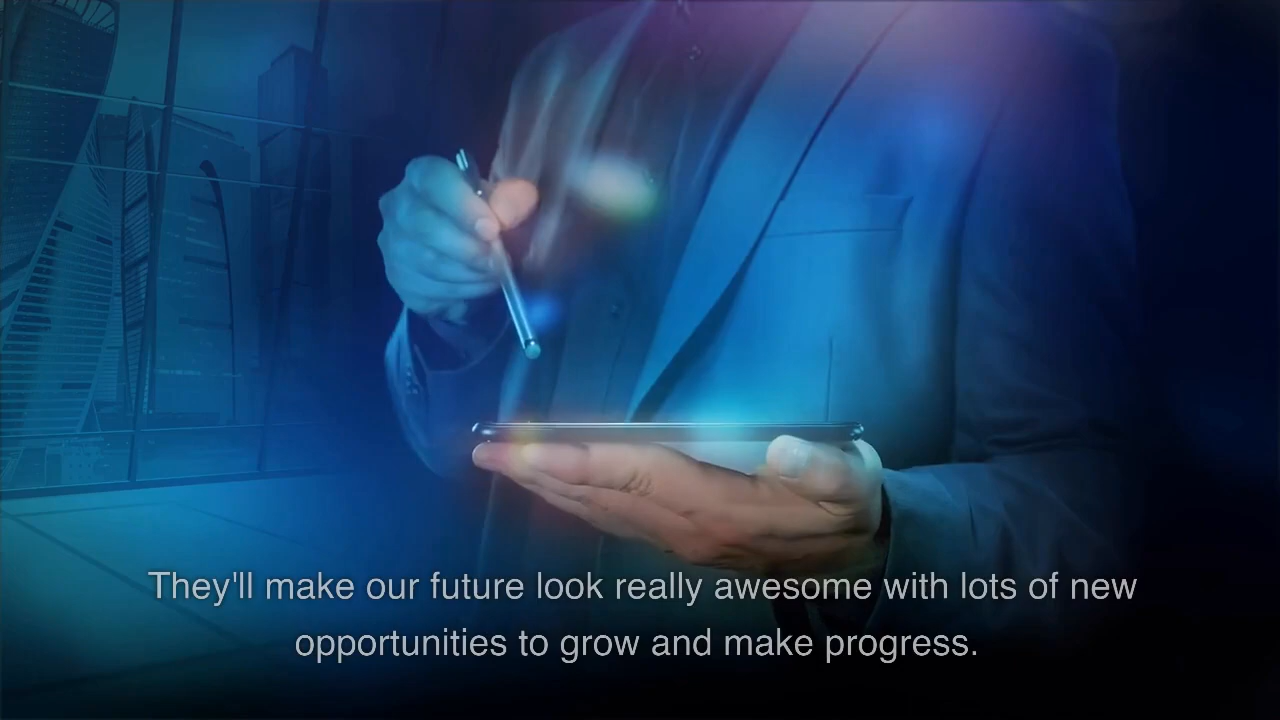 They'll make our future look really awesome with lots of new
opportunities to grow and make progress.